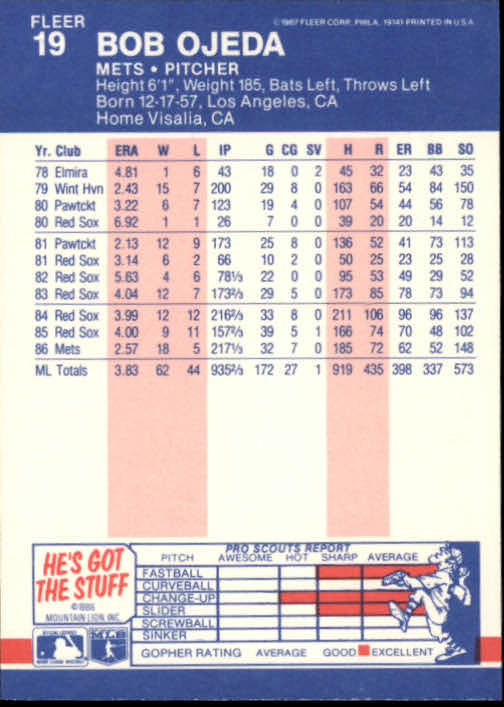 FLEER
© 1987 FLEER CORP. PHILA. 19141 PRINTED IN U.S.A.
19 BOB OJEDA
METS • PITCHER
Height 6'1", Weight 185, Bats Left, Throws Left
Born 12-17-57, Los Angeles, CA
Home Visalia, CA
Yr. Club ERA W L IP G CG SV H R ER BB SO
78 Elmira 4.81 1 6 43 18 0 2 45 32 23 43 35
79 Wint Hvn 2.43 15 7 200 29 8 0 163 66 54 84 150
80 Pawtckt 3.22 6 7 123 19 4 0 107 54 44 56 78
80 Red Sox 6.92 1 1 26 7 0 0 39 20 20 14 12
81 Pawtckt 2.13 12 9 173 25 8 0 136 52 41 73 113
81 Red Sox 3.14 6 2 66 10 2 0 50 25 23 25 28
82 Red Sox 5.63 4 6 78⅓ 22 0 0 95 53 49 29 52
83 Red Sox 4.04 12 7 173⅔ 29 5 0 173 85 78 73 94
84 Red Sox 3.99 12 12 216⅔ 33 8 0 211 106 96 96 137
85 Red Sox 4.00 9 11 157⅔ 39 5 1 166 74 70 48 102
86 Mets 2.57 18 5 217⅓ 32 7 0 185 72 62 52 148
ML Totals 3.83 62 44 935⅔ 172 27 1 919 435 398 337 573
HE'S GOT
THE STUFF
© 1986
MOUNTAIN LION, INC.
PRO SCOUTS REPORT
PITCH AWESOME HOT SHARP AVERAGE
FASTBALL
CURVEBALL
CHANGE-UP
SLIDER
SCREWBALL
SINKER
GOPHER RATING AVERAGE GOOD EXCELLENT
MLB